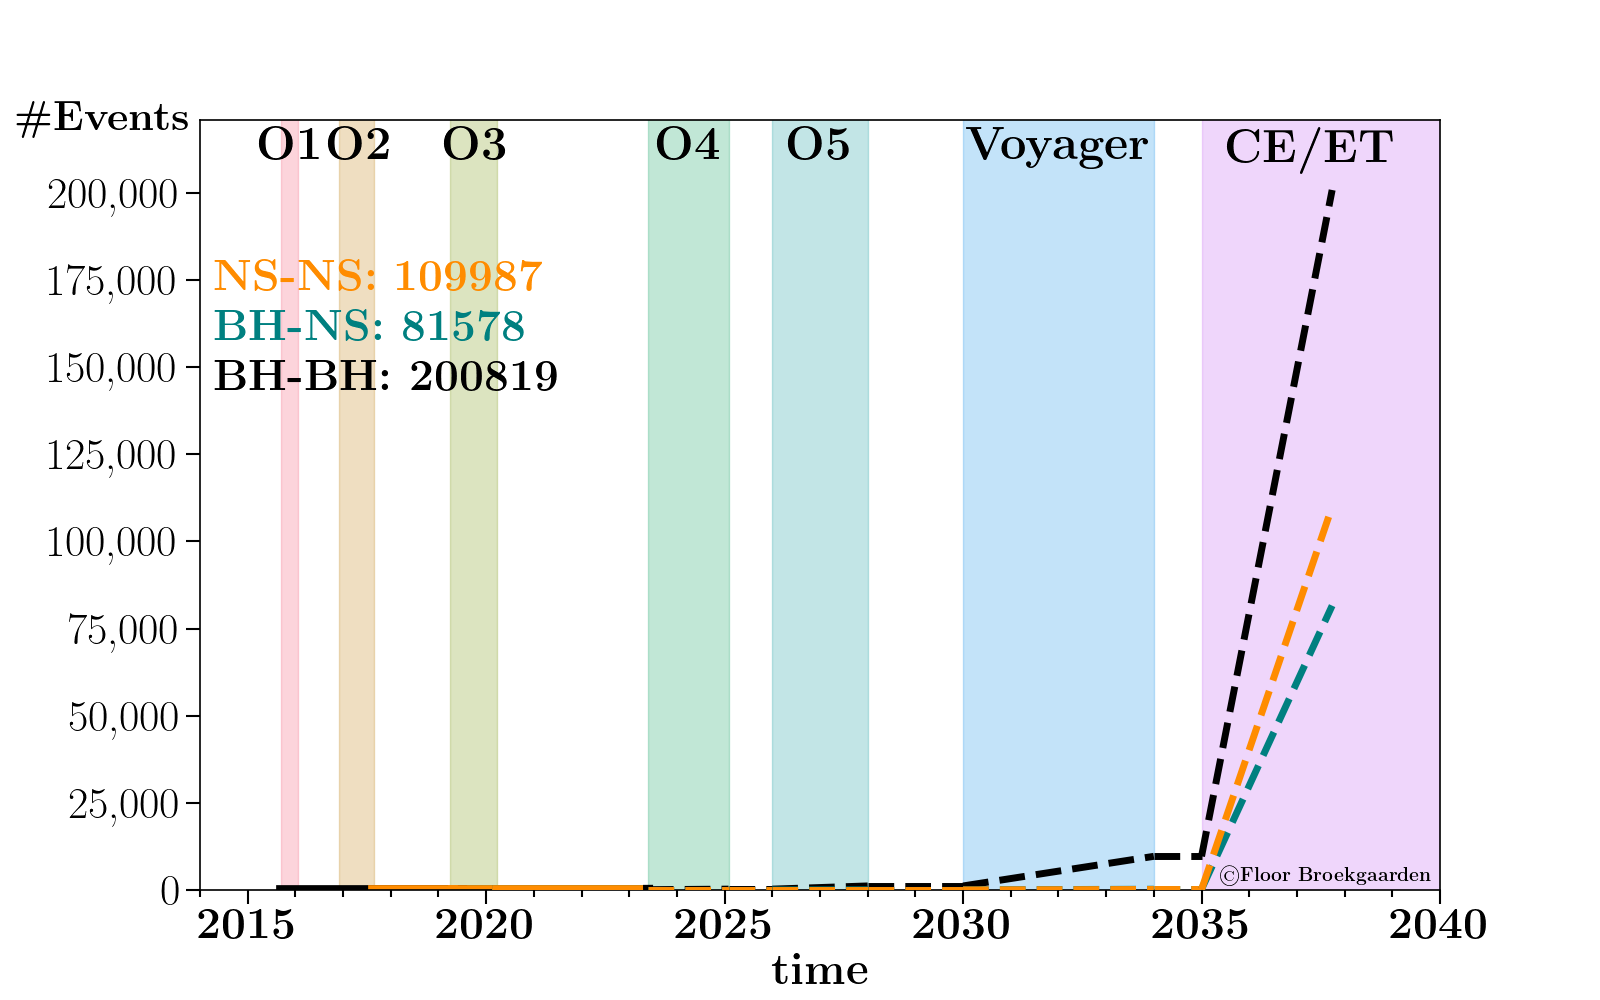 #Events
O1 O2 O3 O4 O5 Voyager CE/ET
200,000
175,000
NS-NS: 109987
BH-NS: 81578
150,000
BH-BH: 200819
125,000
100,000
75,000
50,000
25,000
©Floor Broekgaarden
0
2015 2020 2025 2030 2035 2040
time